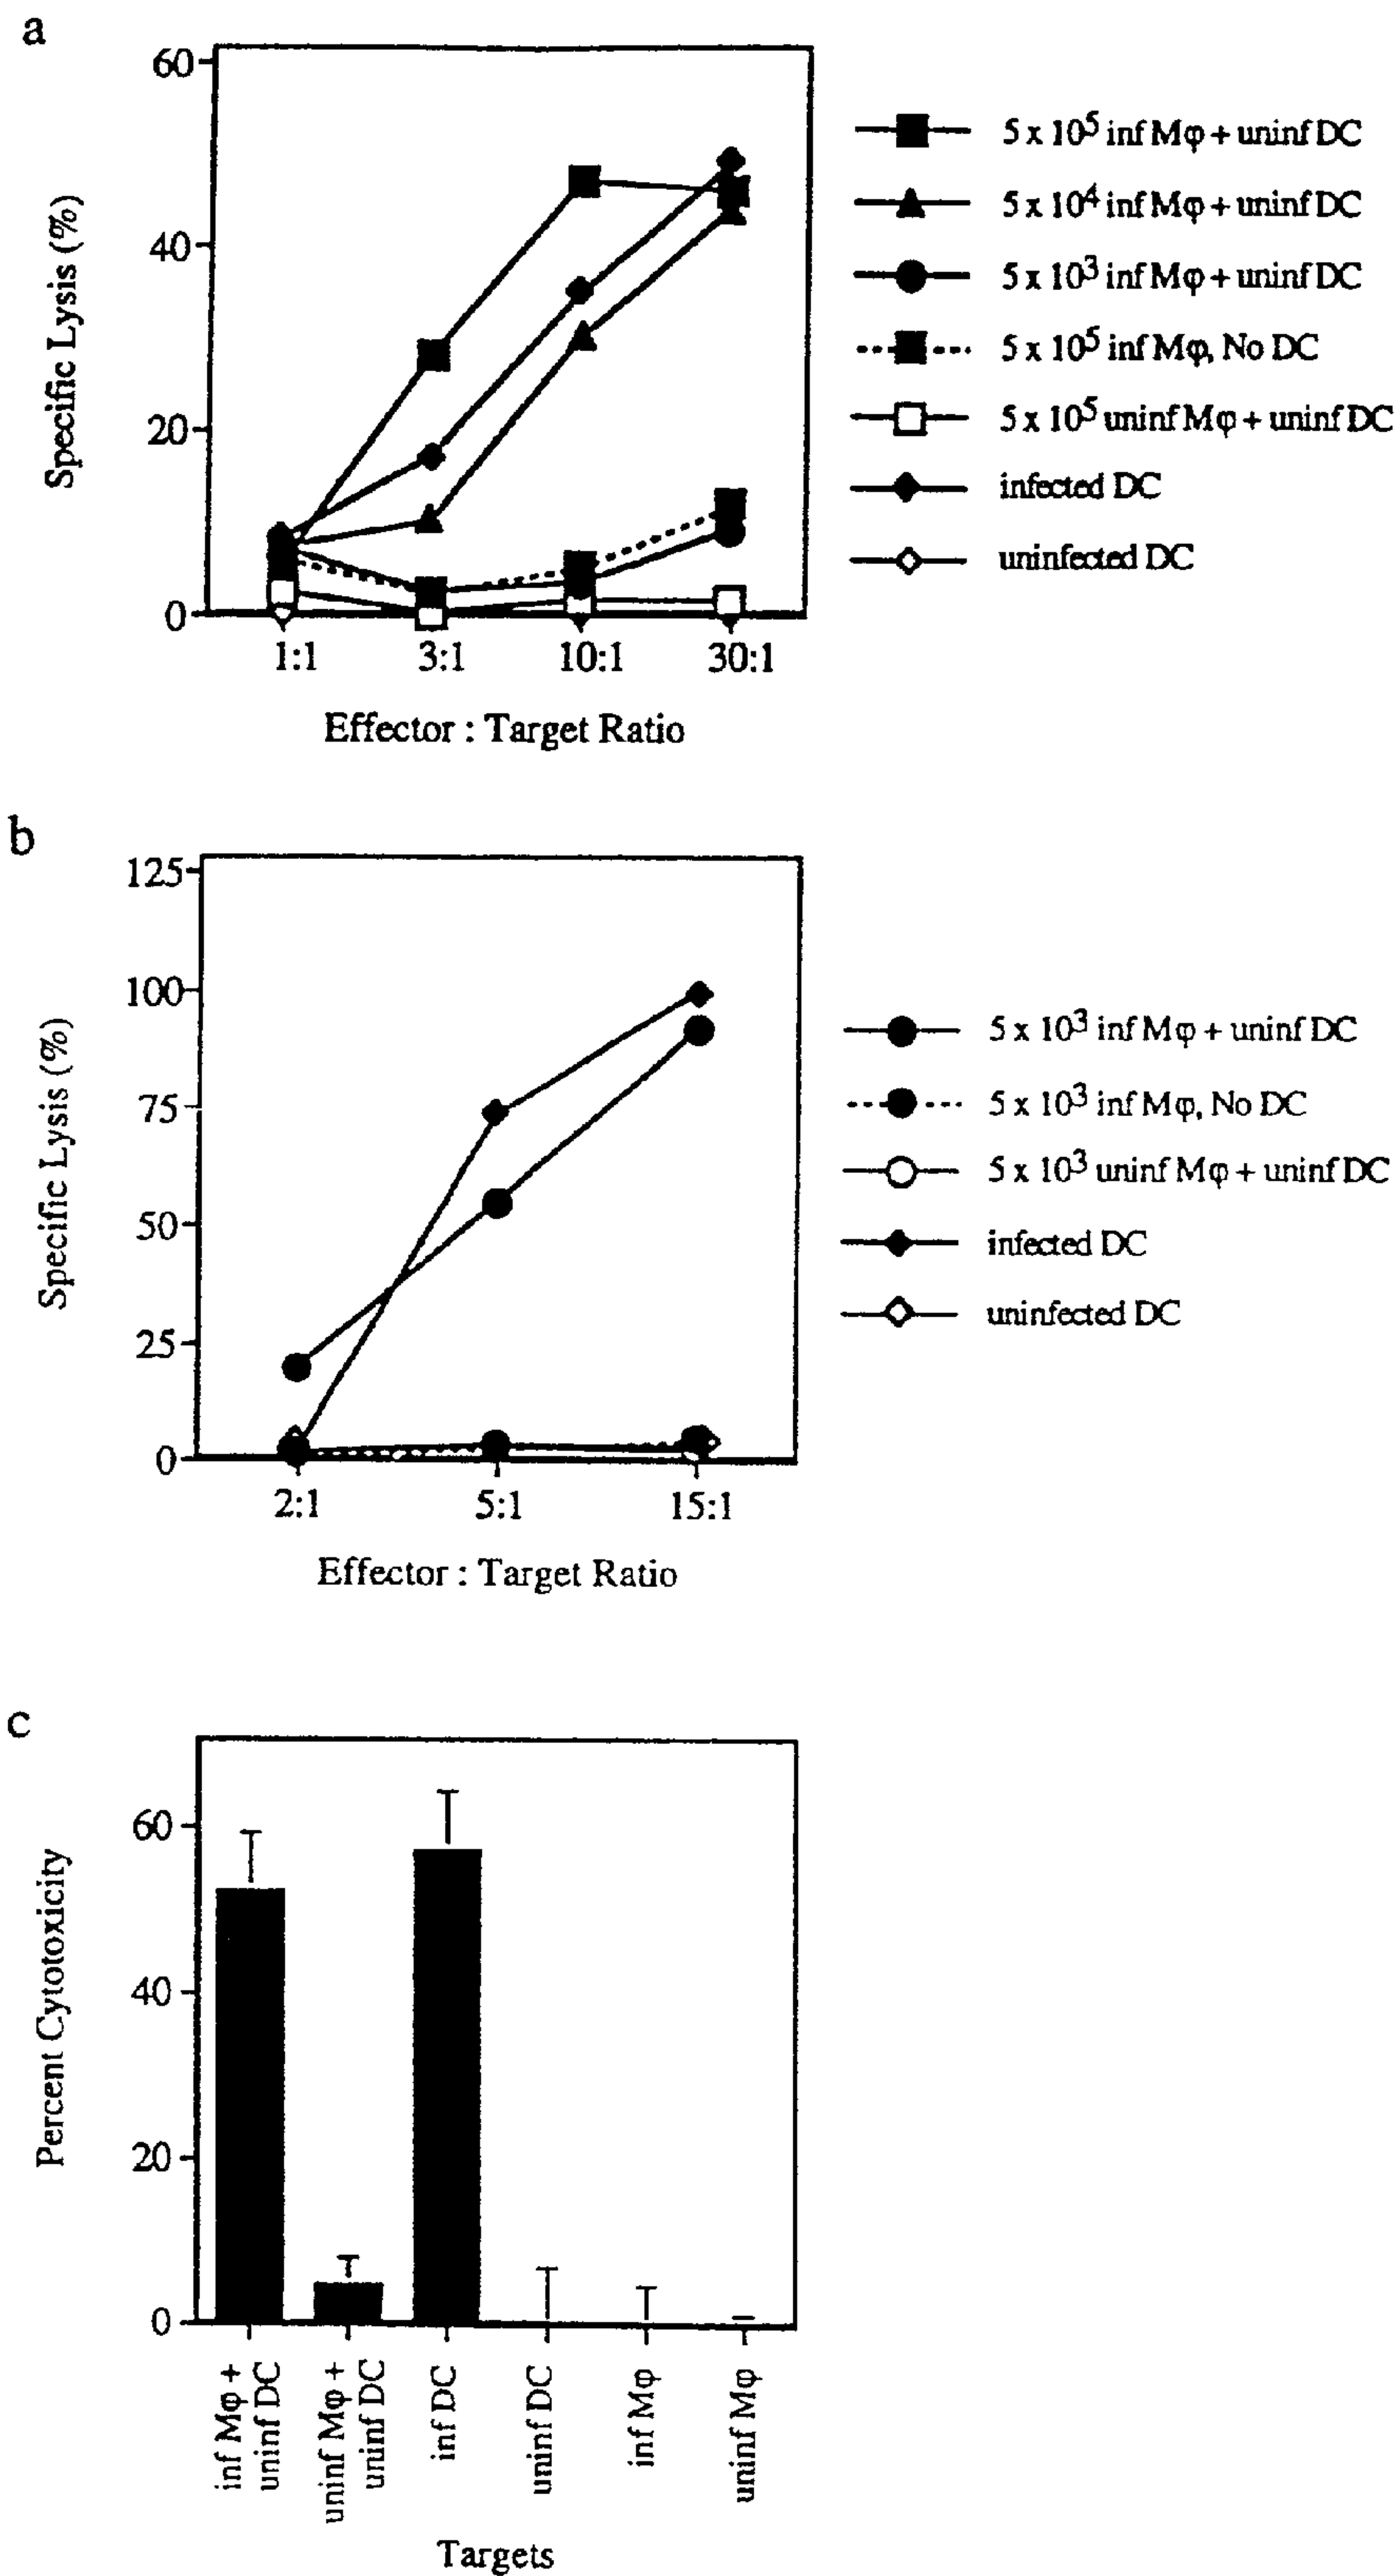 a
60
40
20
0
Specific Lysis (%)
1:1 3:1 10:1 30:1
Effector : Target Ratio
5 x 10⁵ inf Mφ + uninf DC
5 x 10⁴ inf Mφ + uninf DC
5 x 10³ inf Mφ + uninf DC
5 x 10⁵ inf Mφ, No DC
5 x 10⁵ uninf Mφ + uninf DC
infected DC
uninfected DC
b
125
100
75
50
25
0
Specific Lysis (%)
2:1 5:1 15:1
Effector : Target Ratio
5 x 10³ inf Mφ + uninf DC
5 x 10³ inf Mφ, No DC
5 x 10³ uninf Mφ + uninf DC
infected DC
uninfected DC
c
60
40
20
0
Percent Cytotoxicity
inf Mφ +
uninf DC
uninf Mφ +
uninf DC
inf DC
uninf DC
inf Mφ
uninf Mφ
Targets